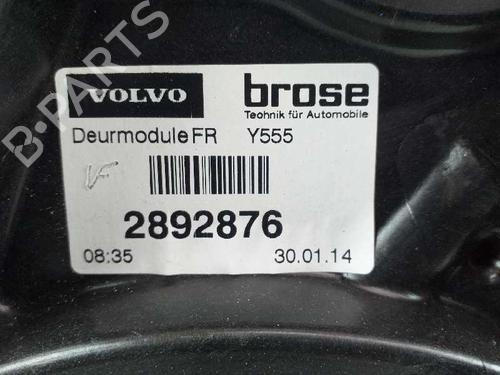 VOLVO
brose
Technik für Automobile
Deurmodule FR Y555
VF
2892876
08:35 30.01.14
B-PARTS